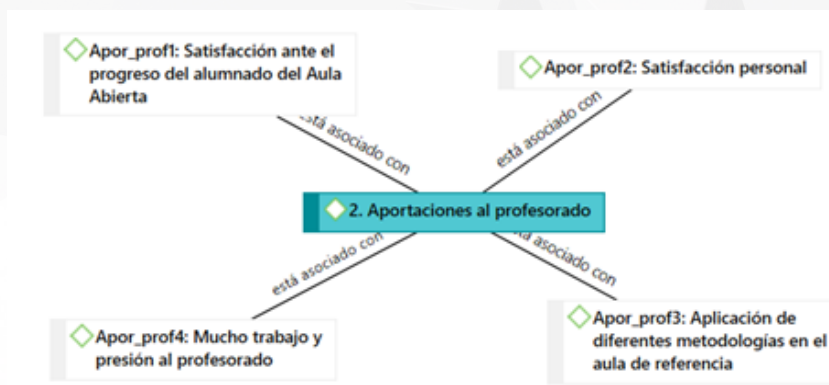 Apor_prof1: Satisfacción ante el
progreso del alumnado del Aula
Abierta
Apor_prof2: Satisfacción personal
está asociado con
está asociado con
2. Aportaciones al profesorado
está asociado con
está asociado con
Apor_prof4: Mucho trabajo y
presión al profesorado
Apor_prof3: Aplicación de
diferentes metodologías en el
aula de referencia